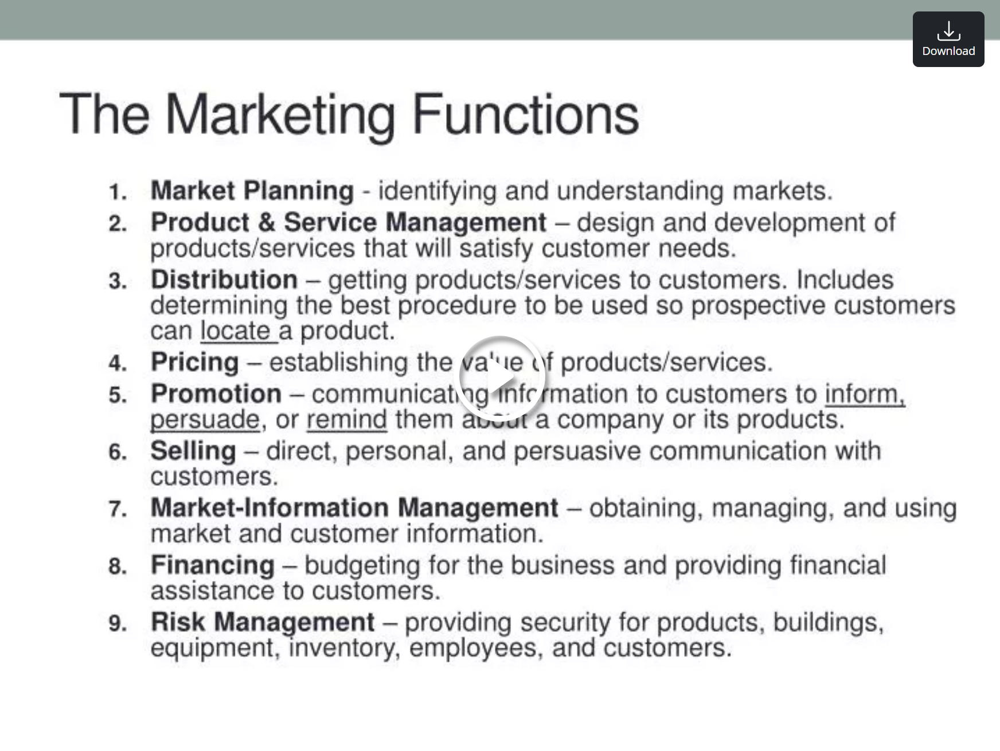 Download
The Marketing Functions
1. Market Planning - identifying and understanding markets.
2. Product & Service Management – design and development of
products/services that will satisfy customer needs.
3. Distribution – getting products/services to customers. Includes
determining the best procedure to be used so prospective customers
can locate a product.
4. Pricing – establishing the value of products/services.
5. Promotion – communicating information to customers to inform,
persuade, or remind them about a company or its products.
6. Selling – direct, personal, and persuasive communication with
customers.
7. Market-Information Management – obtaining, managing, and using
market and customer information.
8. Financing – budgeting for the business and providing financial
assistance to customers.
9. Risk Management – providing security for products, buildings,
equipment, inventory, employees, and customers.